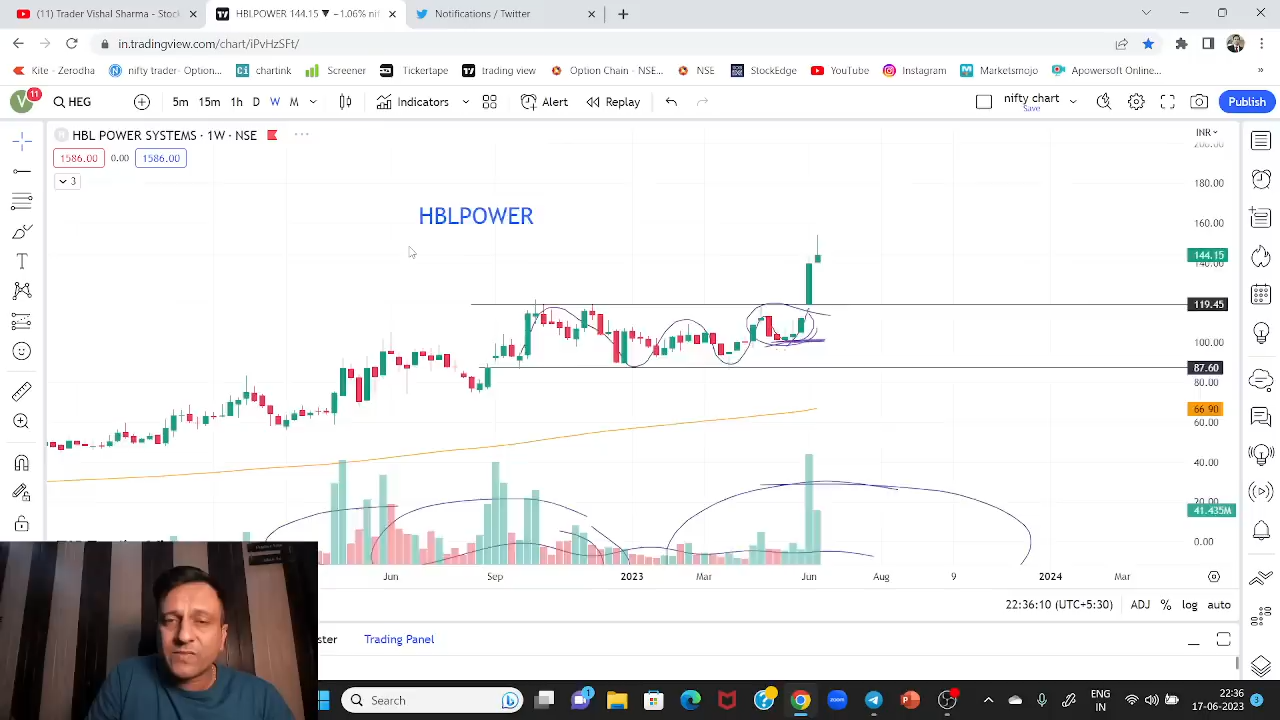 Trader Vishal Sharma - Stock
HBLPOWER 144.15 ▼ −1.06% nif
Notifications / Twitter
in.tradingview.com/chart/iPvHzSFt/
Kite - Zerodha
nifty trader- Option...
chartink
Screener
Tickertape
trading view
Option Chain - NSE...
NSE
StockEdge
YouTube
Instagram
Marketsmojo
Apowersoft Online...
»
V 11
HEG
5m 15m 1h D W M
Indicators
Alert
Replay
nifty chart
Save
Publish
HBL POWER SYSTEMS · 1W · NSE
INR
1586.00 0.00 1586.00
3
HBLPOWER
200.00
180.00
160.00
144.15
140.00
119.45
100.00
87.60
80.00
66.90
60.00
40.00
20.00
41.435M
0.00
Jun Sep 2023 Mar Jun Aug 9 2024 Mar
22:36:10 (UTC+5:30) ADJ % log auto
ster
Trading Panel
Search
1
zoom
ENG
IN
22:36
17-06-2023
3